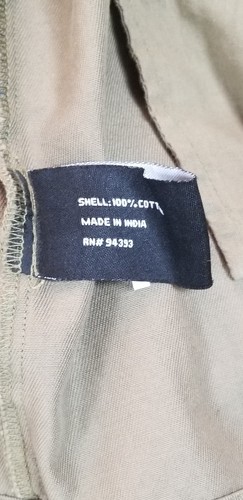 SHELL: 100% COTT
MADE IN INDIA
RN# 94393